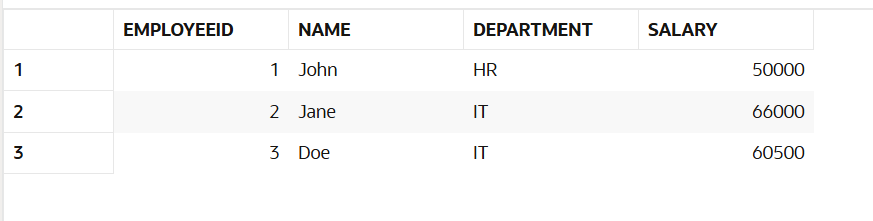 EMPLOYEEID NAME DEPARTMENT SALARY
1 1 John HR 50000
2 2 Jane IT 66000
3 3 Doe IT 60500